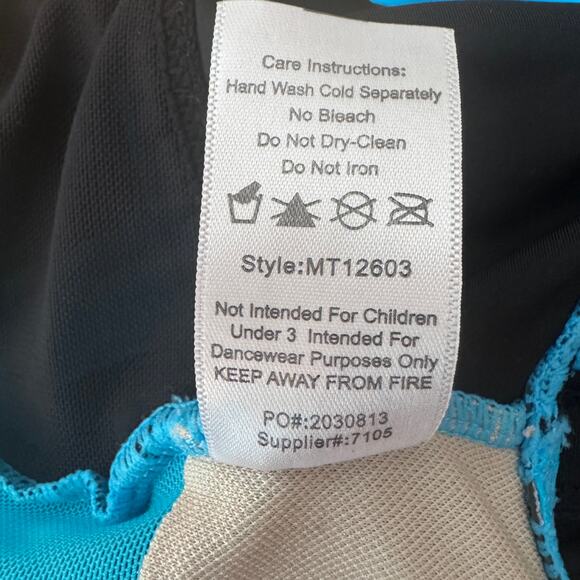 Care Instructions:
Hand Wash Cold Separately
No Bleach
Do Not Dry-Clean
Do Not Iron
Style:MT12603
Not Intended For Children
Under 3 Intended For
Dancewear Purposes Only
KEEP AWAY FROM FIRE
PO#:2030813
Supplier#:7105